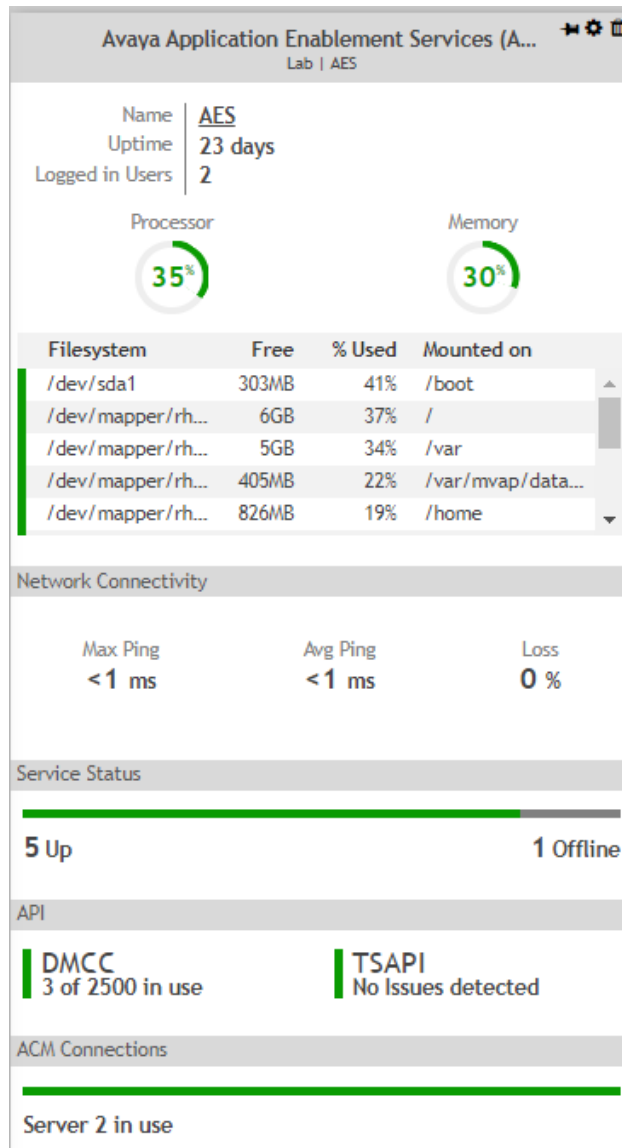 Avaya Application Enablement Services (A...
Lab | AES
Name AES
Uptime 23 days
Logged in Users 2
Processor Memory
35% 30%
Filesystem Free % Used Mounted on
/dev/sda1 303MB 41% /boot
/dev/mapper/rh... 6GB 37% /
/dev/mapper/rh... 5GB 34% /var
/dev/mapper/rh... 405MB 22% /var/mvap/data...
/dev/mapper/rh... 826MB 19% /home
Network Connectivity
Max Ping Avg Ping Loss
<1 ms <1 ms 0 %
Service Status
5 Up 1 Offline
API
DMCC TSAPI
3 of 2500 in use No Issues detected
ACM Connections
Server 2 in use